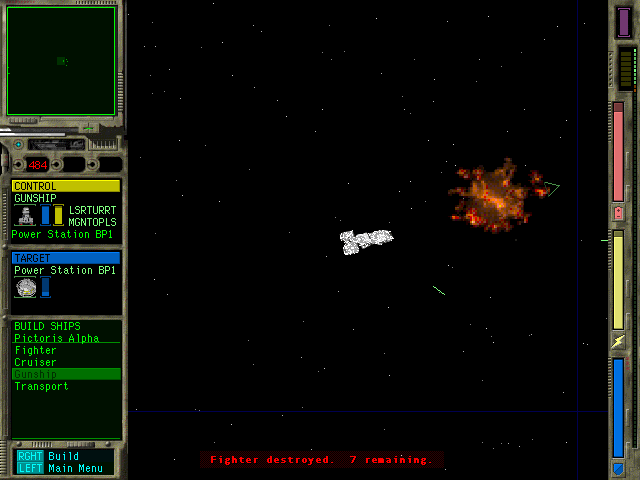 484
CONTROL
GUNSHIP
LSRTURRT
MGNTOPLS
Power Station BP1
TARGET
Power Station BP1
BUILD SHIPS
Pictoris Alpha
Fighter
Cruiser
Gunship
Transport
RGHT Build
LEFT Main Menu
Fighter destroyed. 7 remaining.